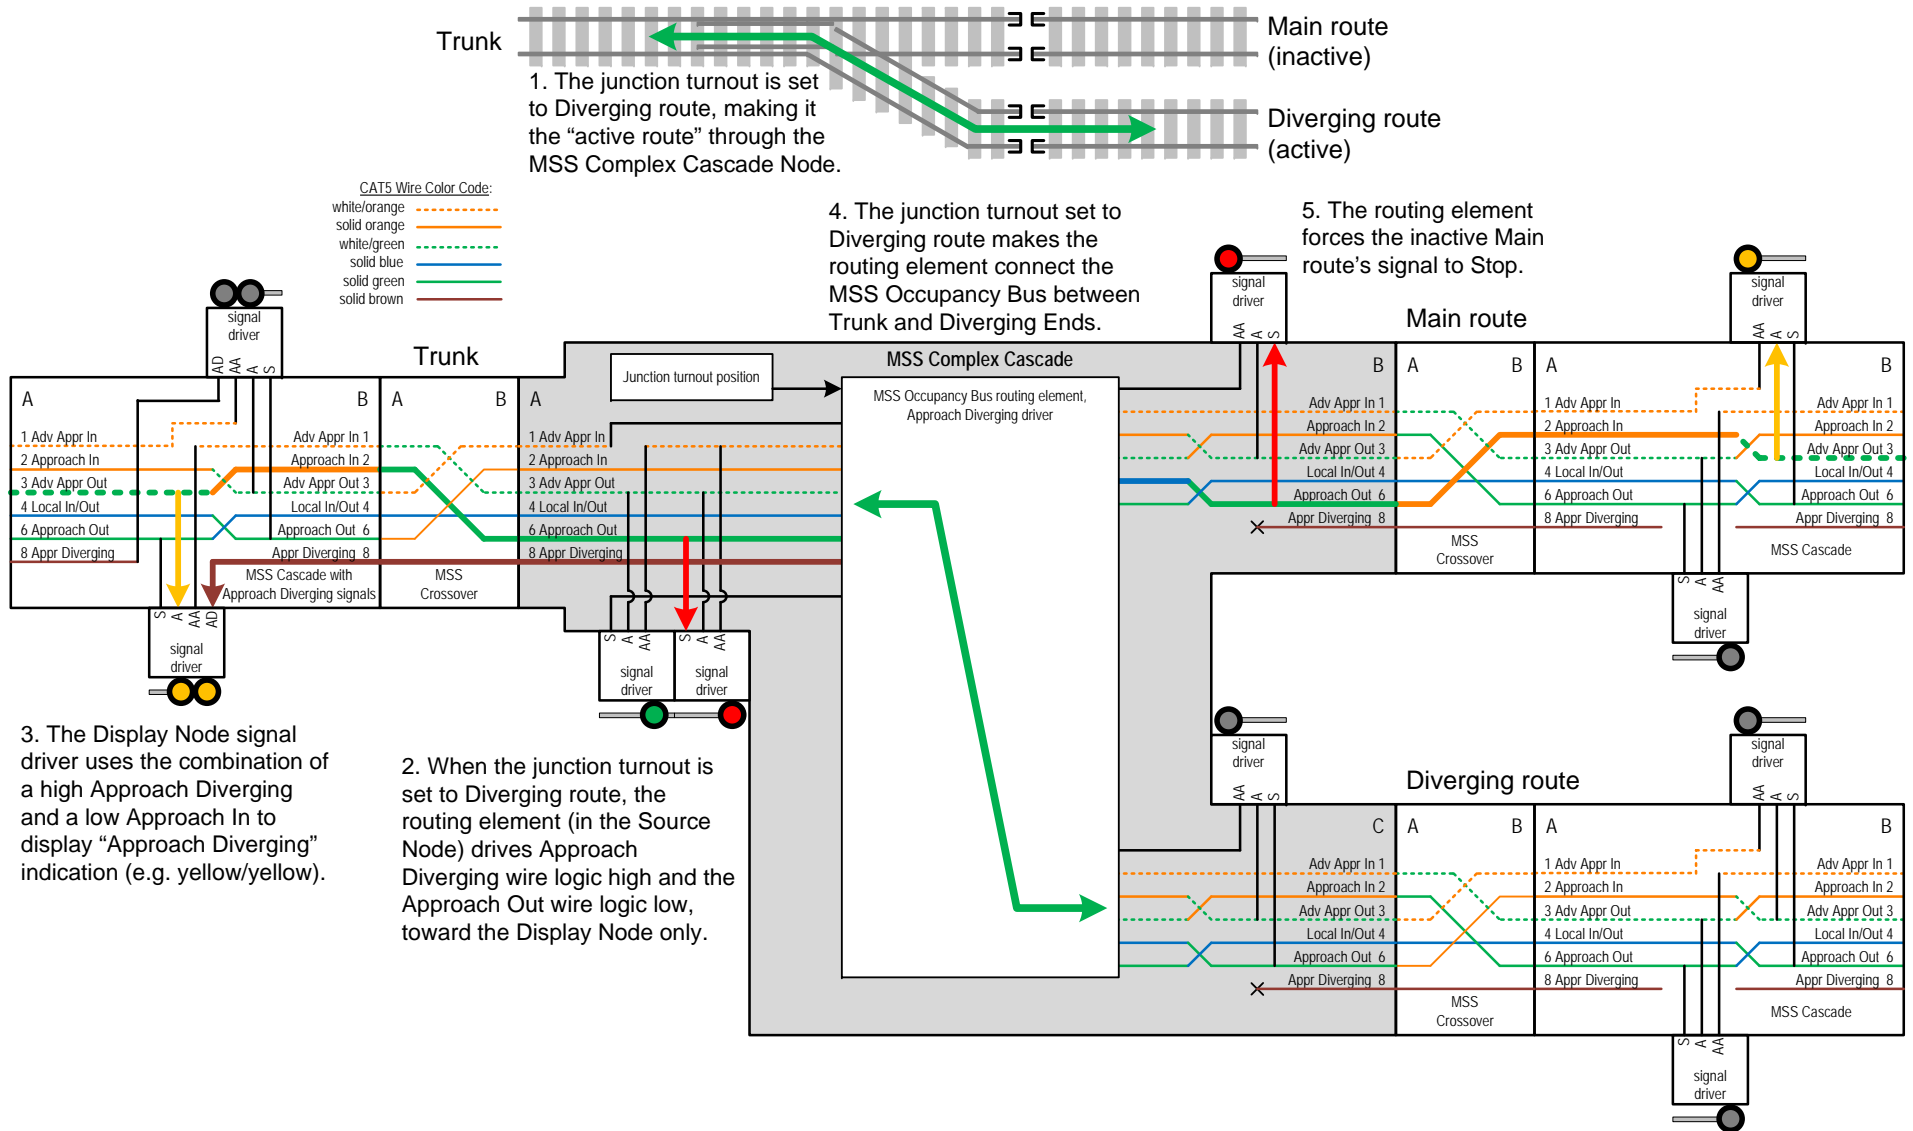 Trunk
Main route
(inactive)
1. The junction turnout is set
to Diverging route, making it
the “active route” through the
MSS Complex Cascade Node.
Diverging route
(active)
CAT5 Wire Color Code:
white/orange
solid orange
white/green
solid blue
solid green
solid brown
4. The junction turnout set to
Diverging route makes the
routing element connect the
MSS Occupancy Bus between
Trunk and Diverging Ends.
5. The routing element
forces the inactive Main
route’s signal to Stop.
signal
driver
AD
AA
A
S
Trunk
signal
driver
AA
A
S
Main route
signal
driver
AA
A
S
MSS Complex Cascade
Junction turnout position
MSS Occupancy Bus routing element,
Approach Diverging driver
A
B
A
B
A
1 Adv Appr In
2 Approach In
3 Adv Appr Out
4 Local In/Out
6 Approach Out
8 Appr Diverging
Adv Appr In 1
Approach In 2
Adv Appr Out 3
Local In/Out 4
Approach Out 6
Appr Diverging 8
MSS Cascade with
Approach Diverging signals
MSS
Crossover
1 Adv Appr In
2 Approach In
3 Adv Appr Out
4 Local In/Out
6 Approach Out
8 Appr Diverging
B
A
B
A
B
Adv Appr In 1
Approach In 2
Adv Appr Out 3
Local In/Out 4
Approach Out 6
Appr Diverging 8
MSS
Crossover
1 Adv Appr In
2 Approach In
3 Adv Appr Out
4 Local In/Out
6 Approach Out
8 Appr Diverging
Adv Appr In 1
Approach In 2
Adv Appr Out 3
Local In/Out 4
Approach Out 6
Appr Diverging 8
MSS Cascade
S
A
AA
AD
signal
driver
S
A
AA
signal
driver
S
A
AA
signal
driver
S
A
AA
signal
driver
3. The Display Node signal
driver uses the combination of
a high Approach Diverging
and a low Approach In to
display “Approach Diverging”
indication (e.g. yellow/yellow).
2. When the junction turnout is
set to Diverging route, the
routing element (in the Source
Node) drives Approach
Diverging wire logic high and the
Approach Out wire logic low,
toward the Display Node only.
signal
driver
AA
A
S
Diverging route
signal
driver
AA
A
S
C
A
B
A
B
Adv Appr In 1
Approach In 2
Adv Appr Out 3
Local In/Out 4
Approach Out 6
Appr Diverging 8
MSS
Crossover
1 Adv Appr In
2 Approach In
3 Adv Appr Out
4 Local In/Out
6 Approach Out
8 Appr Diverging
Adv Appr In 1
Approach In 2
Adv Appr Out 3
Local In/Out 4
Approach Out 6
Appr Diverging 8
MSS Cascade
S
A
AA
signal
driver